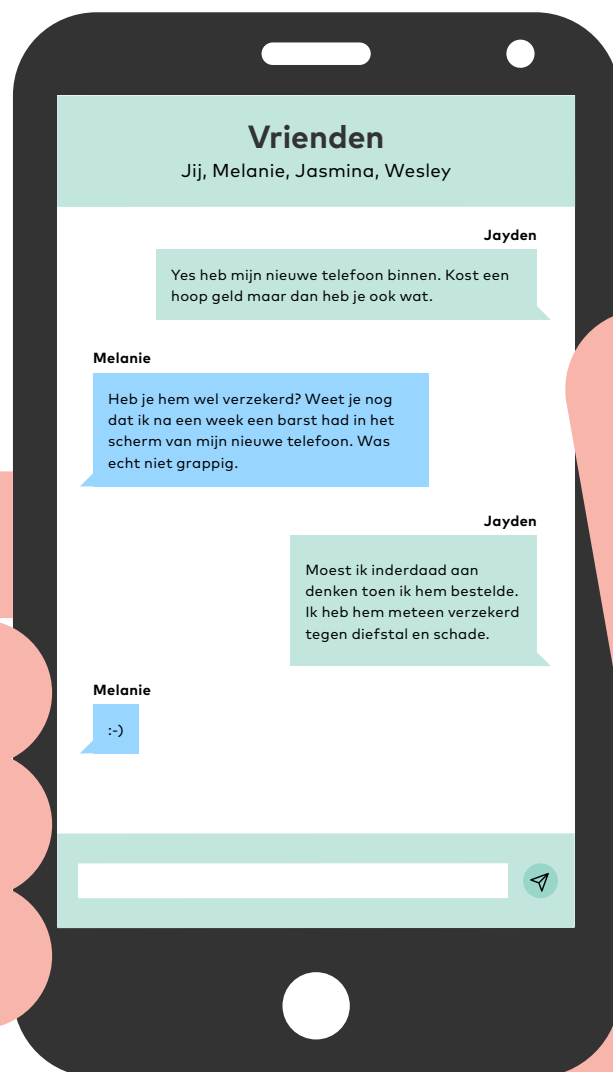 Vrienden
Jij, Melanie, Jasmina, Wesley
Jayden
Yes heb mijn nieuwe telefoon binnen. Kost een
hoop geld maar dan heb je ook wat.
Melanie
Heb je hem wel verzekerd? Weet je nog
dat ik na een week een barst had in het
scherm van mijn nieuwe telefoon. Was
echt niet grappig.
Jayden
Moest ik inderdaad aan
denken toen ik hem bestelde.
Ik heb hem meteen verzekerd
tegen diefstal en schade.
Melanie
:-)